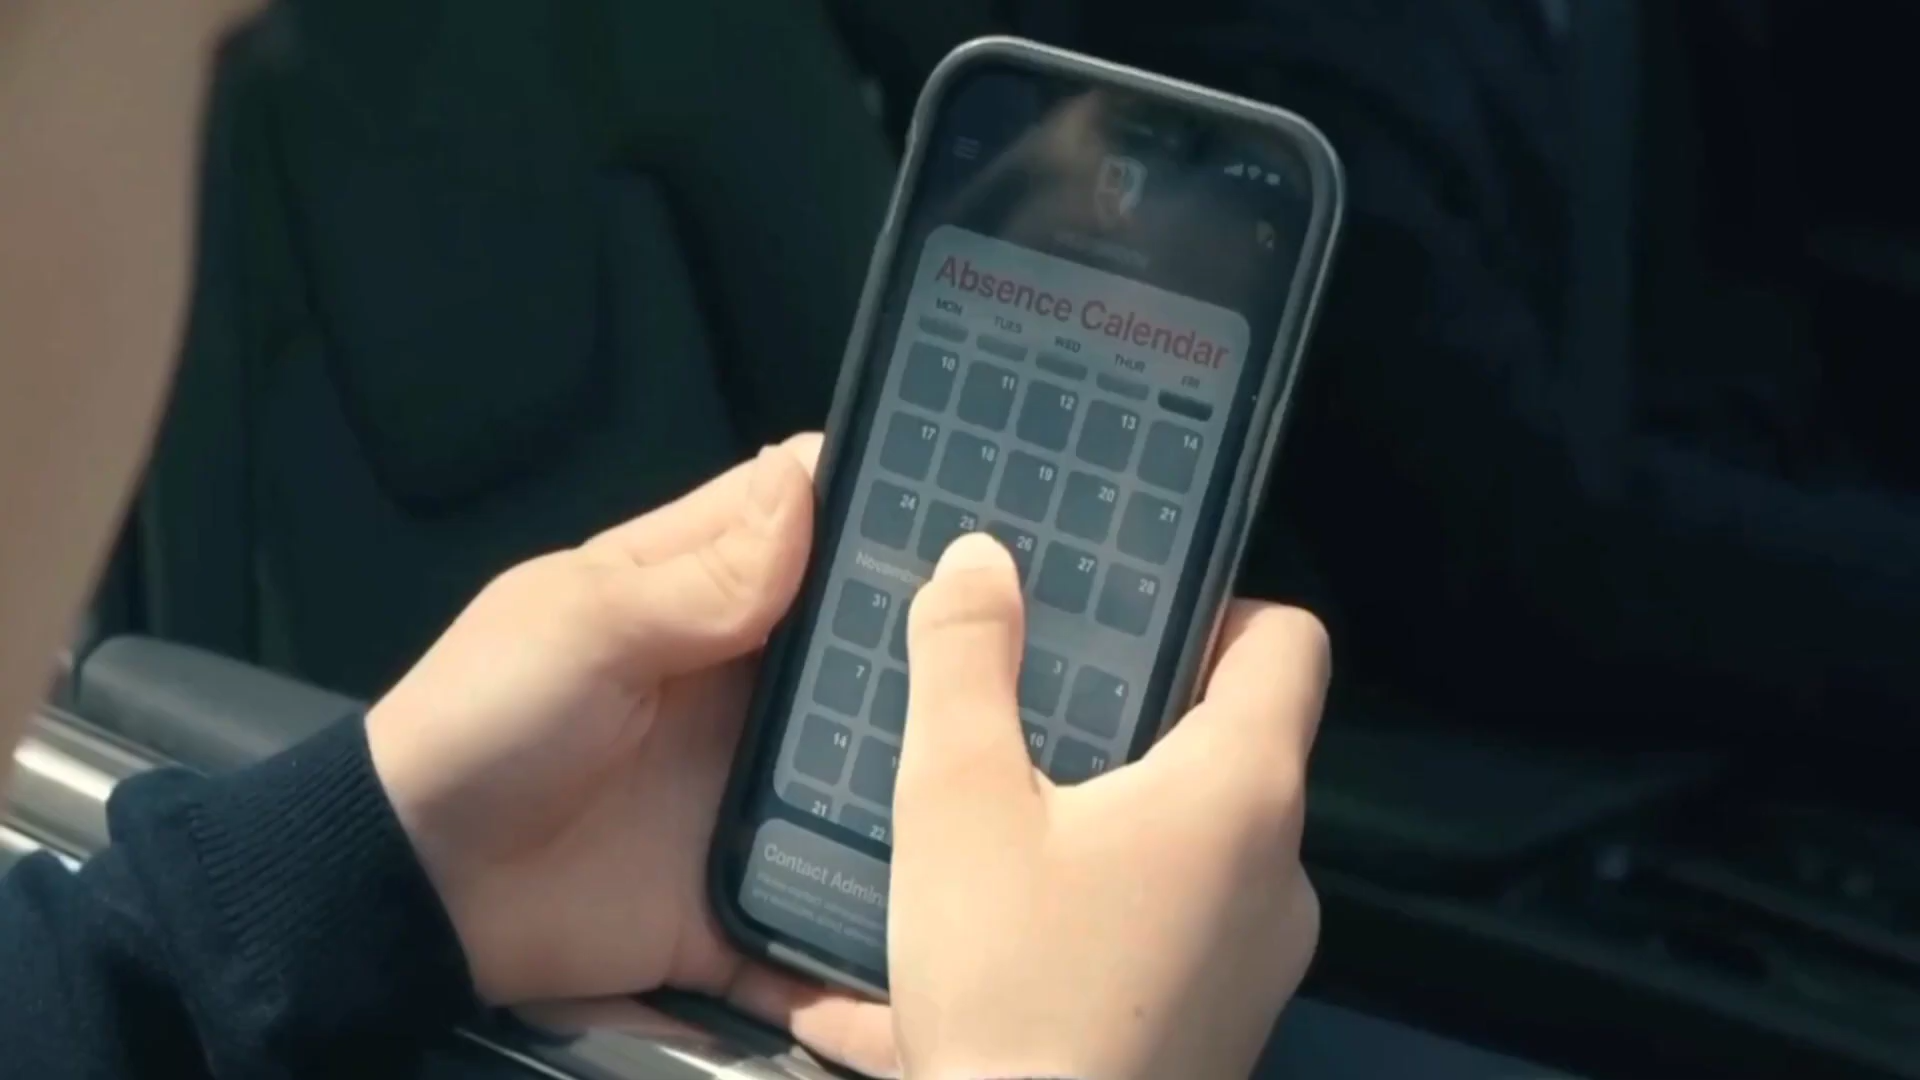 Absence Calendar
MON TUES WED THUR FRI
10 11 12 13 14
17 18 19 20 21
24 25 26 27 28
November
31 3 4
7 10 11
14
21 22
Contact Admin